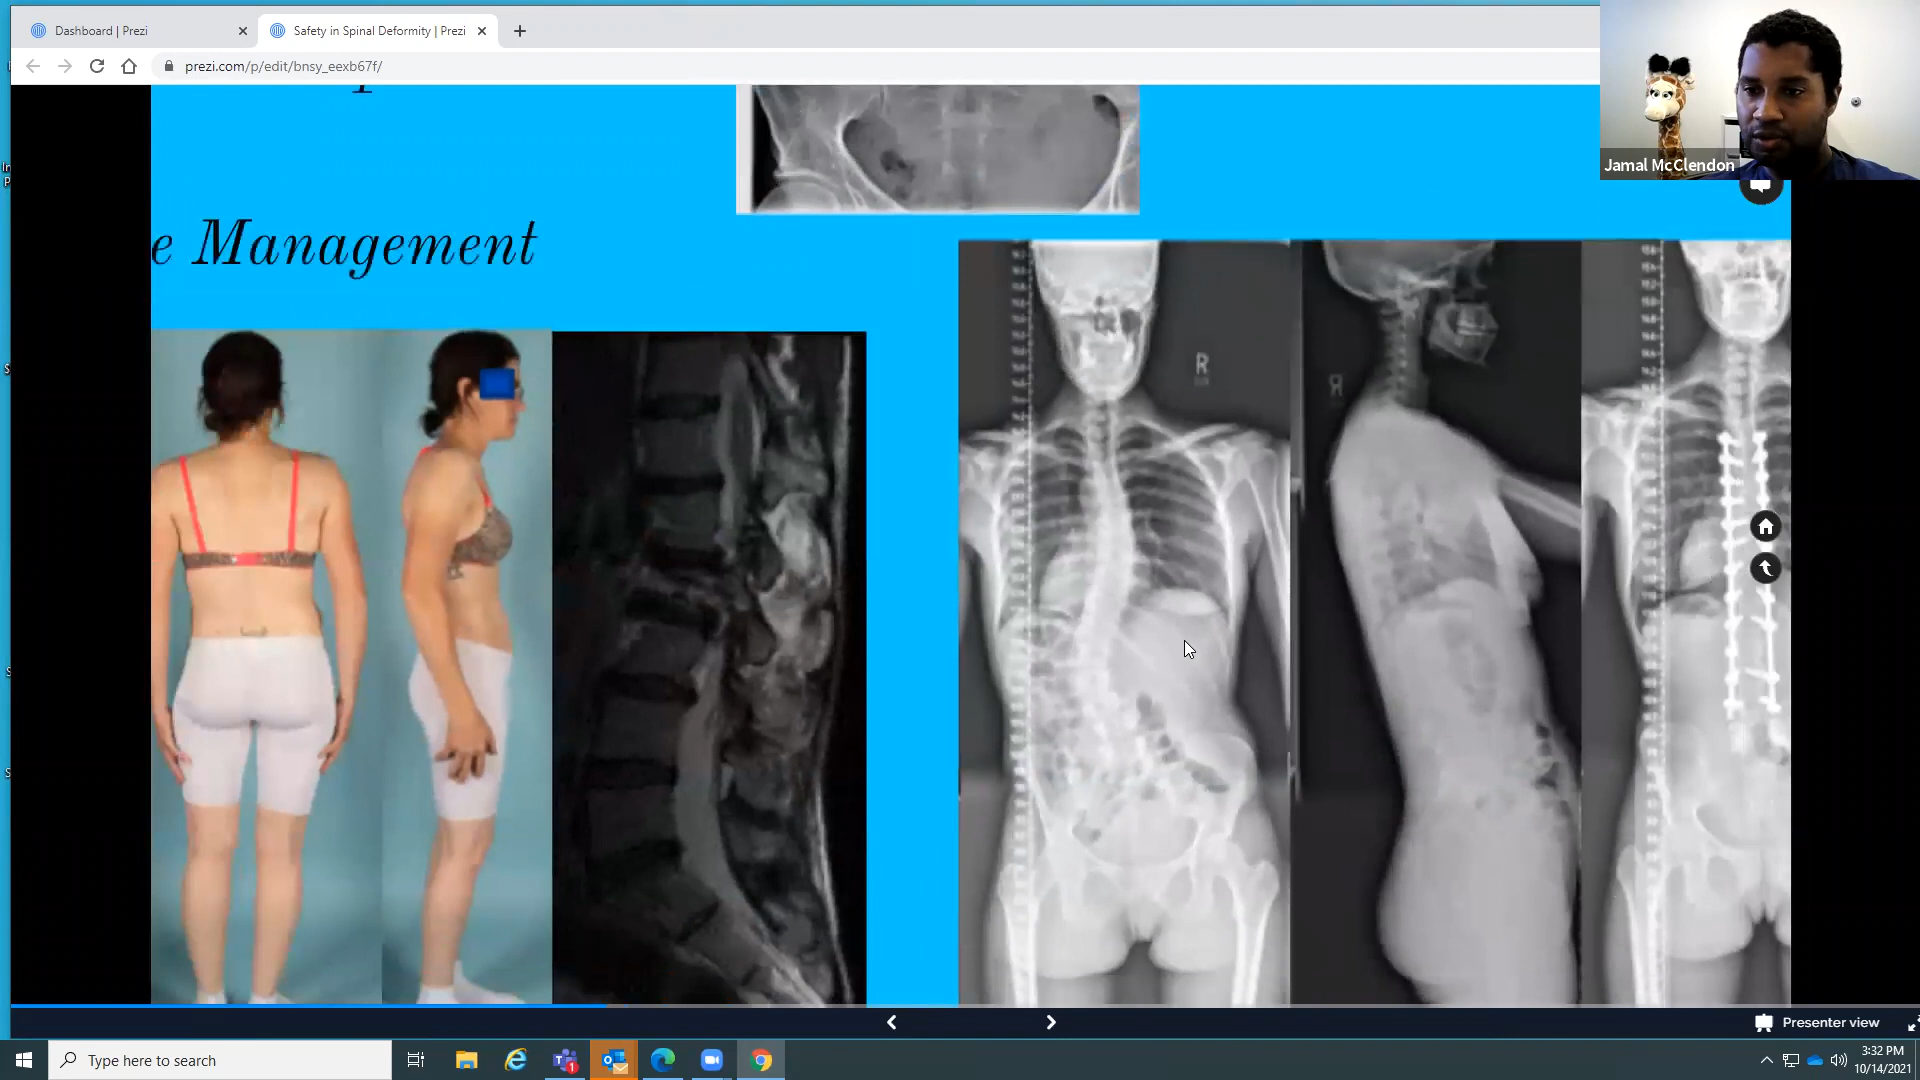 Dashboard | Prezi
Safety in Spinal Deformity | Prezi
prezi.com/p/edit/bnsy_eexb67f/
Jamal McClendon
e Management
R
R
Presenter view
Type here to search
3:32 PM
10/14/2021